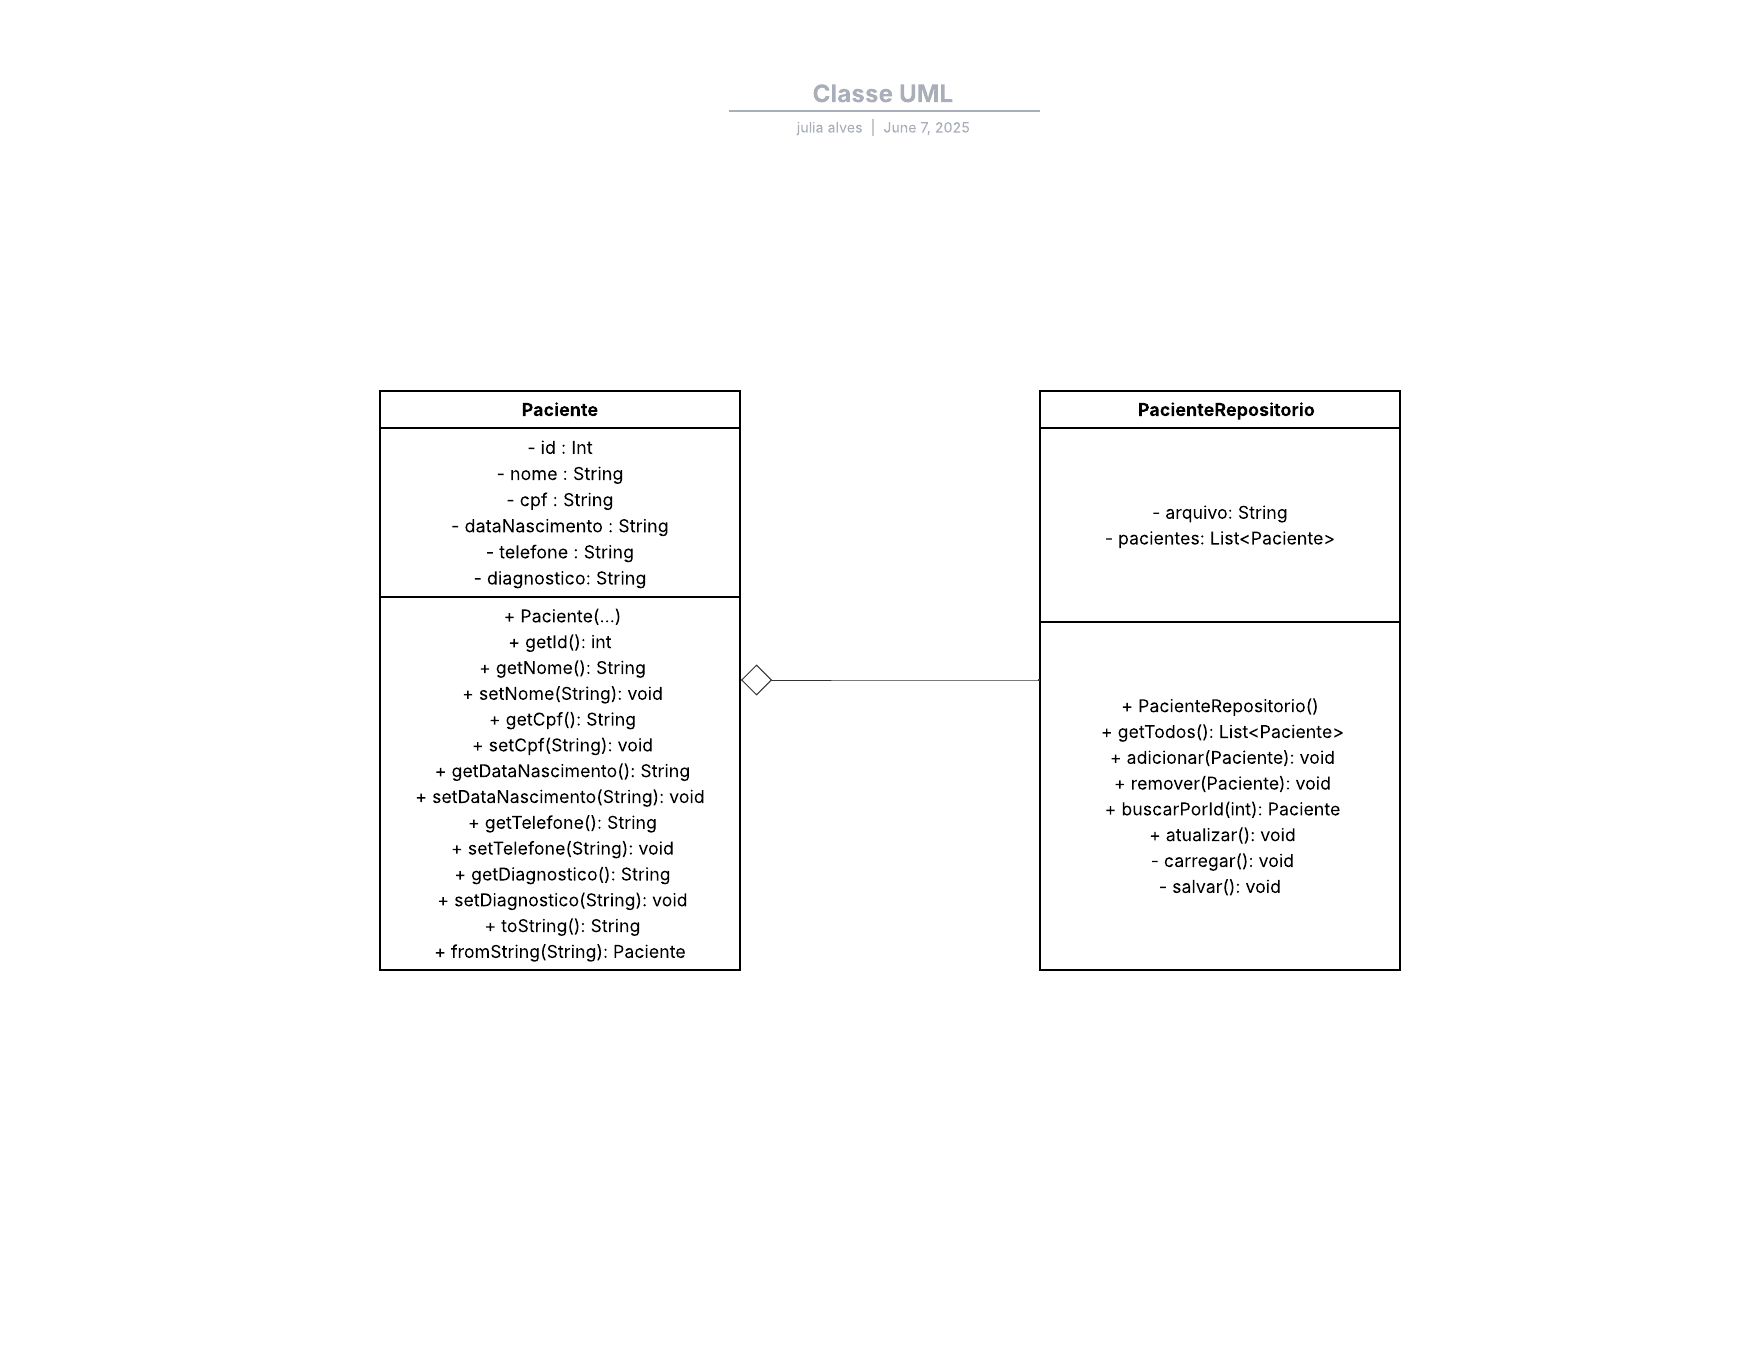 Classe UML
julia alves | June 7, 2025
Paciente
- id : Int
- nome : String
- cpf : String
- dataNascimento : String
- telefone : String
- diagnostico: String
+ Paciente(...)
+ getId(): int
+ getNome(): String
+ setNome(String): void
+ getCpf(): String
+ setCpf(String): void
+ getDataNascimento(): String
+ setDataNascimento(String): void
+ getTelefone(): String
+ setTelefone(String): void
+ getDiagnostico(): String
+ setDiagnostico(String): void
+ toString(): String
+ fromString(String): Paciente
PacienteRepositorio
- arquivo: String
- pacientes: List<Paciente>
+ PacienteRepositorio()
+ getTodos(): List<Paciente>
+ adicionar(Paciente): void
+ remover(Paciente): void
+ buscarPorId(int): Paciente
+ atualizar(): void
- carregar(): void
- salvar(): void